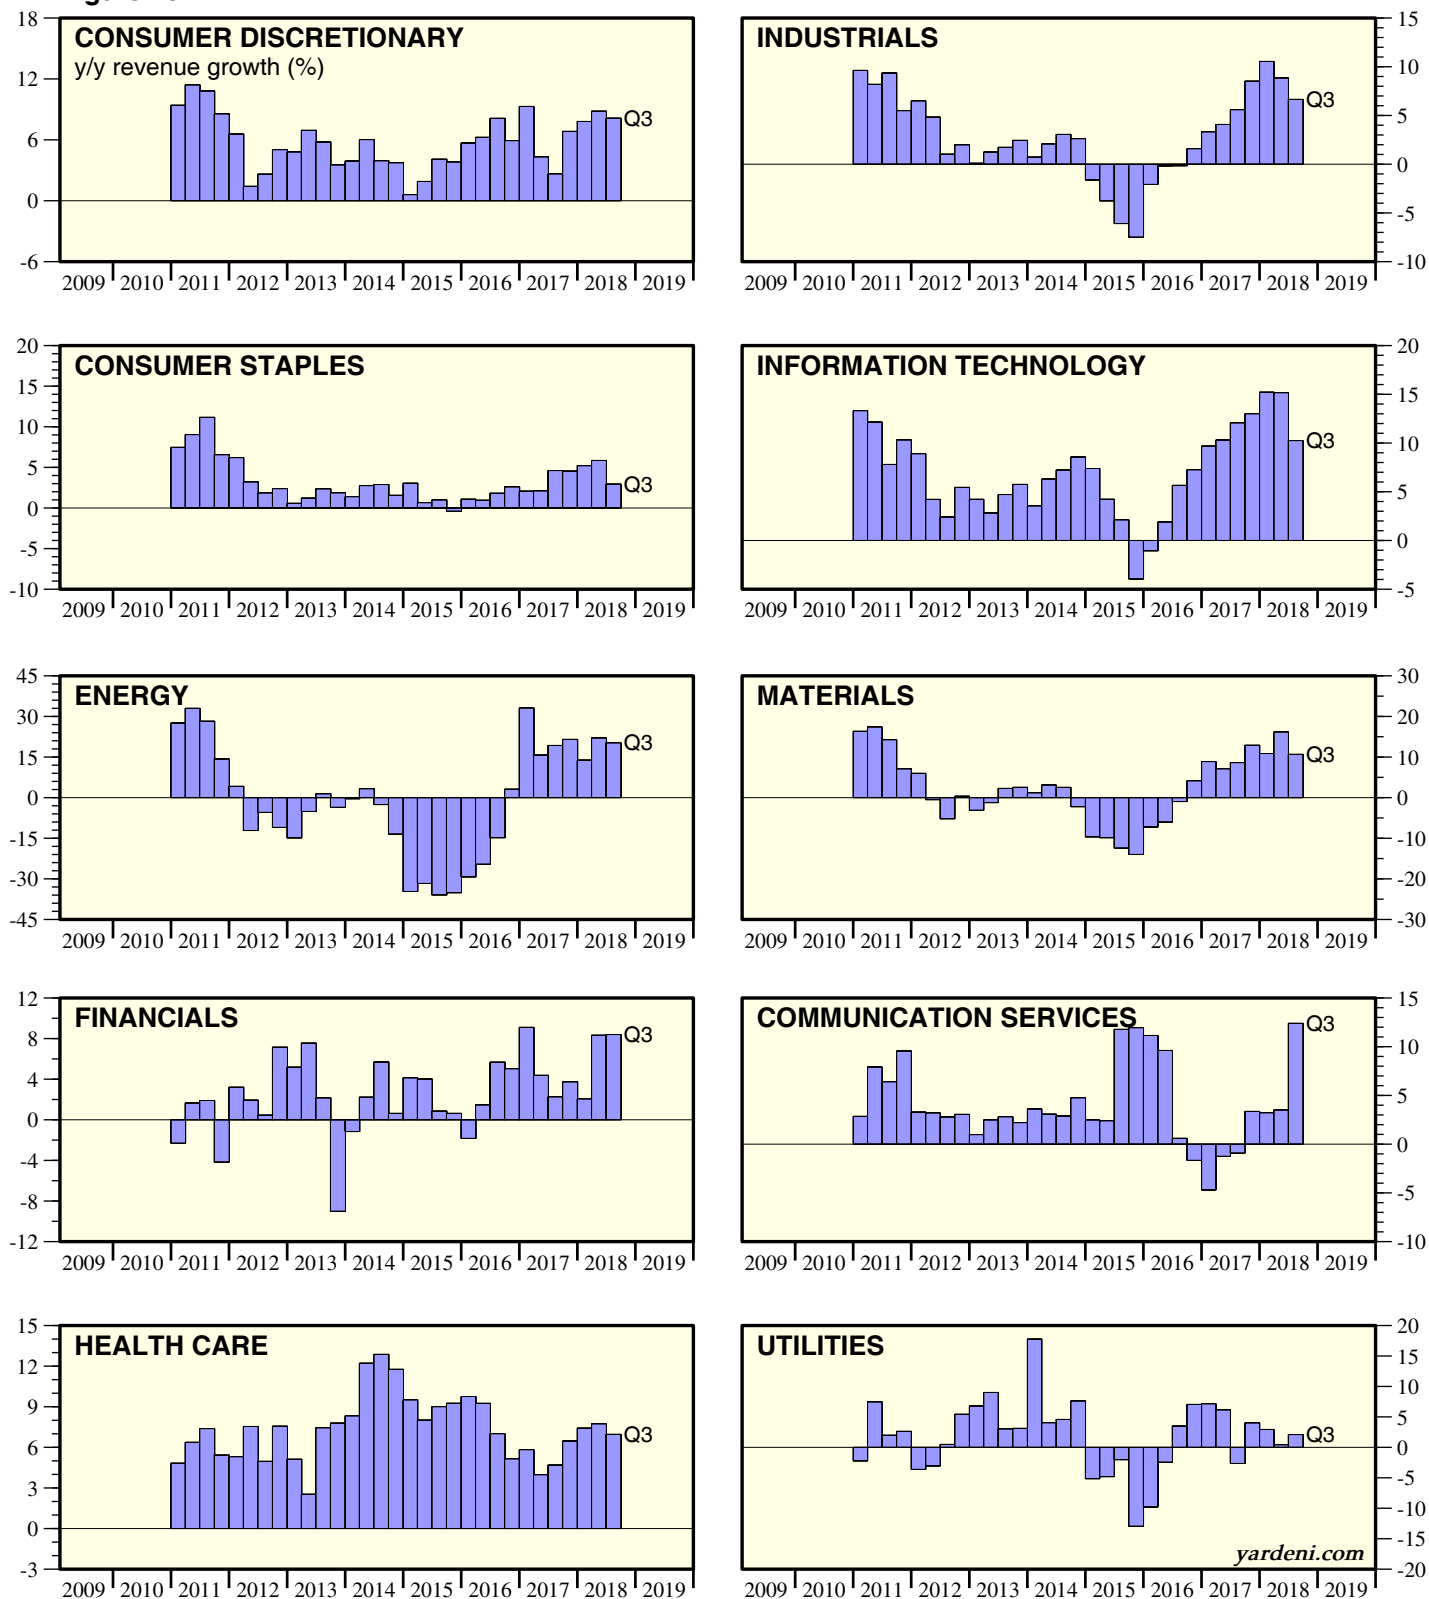 CONSUMER DISCRETIONARY
y/y revenue growth (%)
18
12
6
0
-6
Q3
2009 2010 2011 2012 2013 2014 2015 2016 2017 2018 2019
INDUSTRIALS
15
10
5
0
-5
-10
Q3
2009 2010 2011 2012 2013 2014 2015 2016 2017 2018 2019
CONSUMER STAPLES
20
15
10
5
0
-5
-10
Q3
2009 2010 2011 2012 2013 2014 2015 2016 2017 2018 2019
INFORMATION TECHNOLOGY
20
15
10
5
0
-5
Q3
2009 2010 2011 2012 2013 2014 2015 2016 2017 2018 2019
ENERGY
45
30
15
0
-15
-30
-45
Q3
2009 2010 2011 2012 2013 2014 2015 2016 2017 2018 2019
MATERIALS
30
20
10
0
-10
-20
-30
Q3
2009 2010 2011 2012 2013 2014 2015 2016 2017 2018 2019
FINANCIALS
12
8
4
0
-4
-8
-12
Q3
2009 2010 2011 2012 2013 2014 2015 2016 2017 2018 2019
COMMUNICATION SERVICES
15
10
5
0
-5
-10
Q3
2009 2010 2011 2012 2013 2014 2015 2016 2017 2018 2019
HEALTH CARE
15
12
9
6
3
0
-3
Q3
2009 2010 2011 2012 2013 2014 2015 2016 2017 2018 2019
UTILITIES
20
15
10
5
0
-5
-10
-15
-20
Q3
yardeni.com
2009 2010 2011 2012 2013 2014 2015 2016 2017 2018 2019